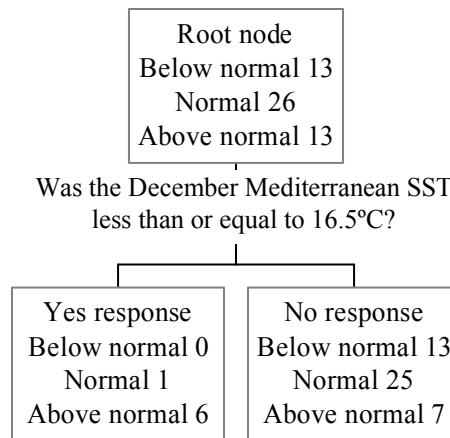 Root node
Below normal 13
Normal 26
Above normal 13
Was the December Mediterranean SST
less than or equal to 16.5ºC?
Yes response
Below normal 0
Normal 1
Above normal 6
No response
Below normal 13
Normal 25
Above normal 7